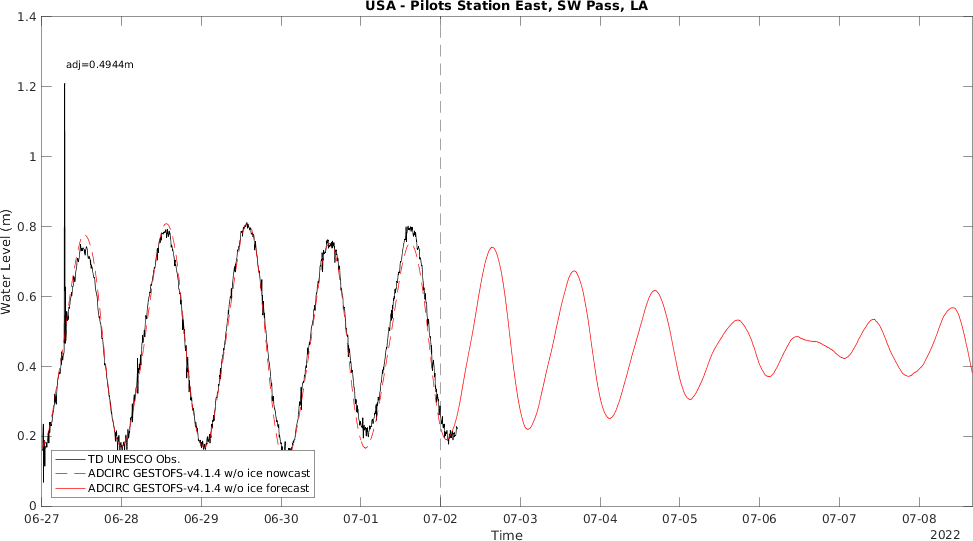 USA - Pilots Station East, SW Pass, LA
1.4
1.2
1
0.8
0.6
0.4
0.2
0
Water Level (m)
adj=0.4944m
TD UNESCO Obs.
ADCIRC GESTOFS-v4.1.4 w/o ice nowcast
ADCIRC GESTOFS-v4.1.4 w/o ice forecast
06-27 06-28 06-29 06-30 07-01 07-02 07-03 07-04 07-05 07-06 07-07 07-08
Time
2022